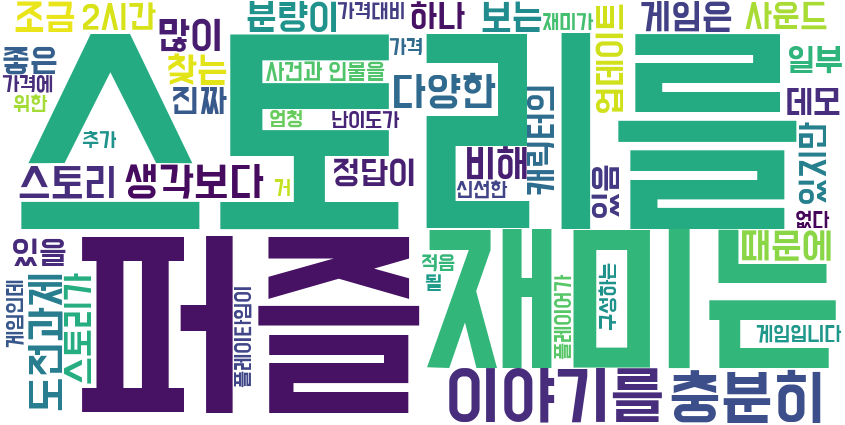 조금 2시간
분량이
가격대비
하나
보는
재미가
게임은
사운드
좋은
많이
찾는
가격
업데이트
일부
가격에
위한
진짜
사건과 인물을
다양한
캐릭터의
데모
스토리를
엄청
난이도가
추가
정답이
비해
신선한
있음
있지만
스토리
생각보다
거
없다
있을
퍼즐
재미는
때문에
적음
될
게임인데
도전과제
스토리가
플레이타임이
플레이어가
구성하는
게임입니다
이야기를
충분히